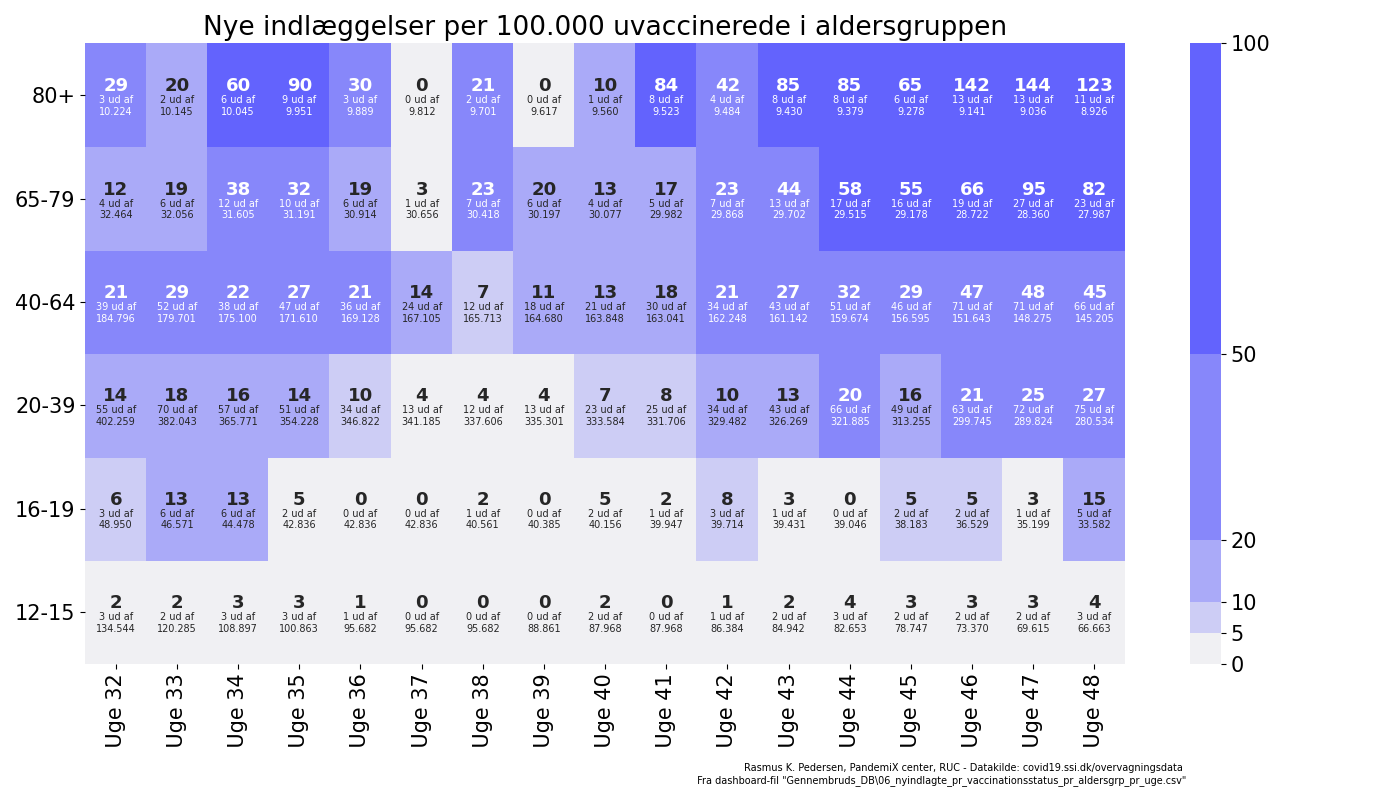 Nye indlæggelser per 100.000 uvaccinerede i aldersgruppen
80+
29 20 60 90 30 0 21 0 10 84 42 85 85 65 142 144 123
3 ud af 2 ud af 6 ud af 9 ud af 3 ud af 0 ud af 2 ud af 0 ud af 1 ud af 8 ud af 4 ud af 8 ud af 8 ud af 6 ud af 13 ud af 13 ud af 11 ud af
10.224 10.145 10.045 9.951 9.889 9.812 9.701 9.617 9.560 9.523 9.484 9.430 9.379 9.278 9.141 9.036 8.926
65-79
12 19 38 32 19 3 23 20 13 17 23 44 58 55 66 95 82
4 ud af 6 ud af 12 ud af 10 ud af 6 ud af 1 ud af 7 ud af 6 ud af 4 ud af 5 ud af 7 ud af 13 ud af 17 ud af 16 ud af 19 ud af 27 ud af 23 ud af
32.464 32.056 31.605 31.191 30.914 30.656 30.418 30.197 30.077 29.982 29.868 29.702 29.515 29.178 28.722 28.360 27.987
40-64
21 29 22 27 21 14 7 11 13 18 21 27 32 29 47 48 45
39 ud af 52 ud af 38 ud af 47 ud af 36 ud af 24 ud af 12 ud af 18 ud af 21 ud af 30 ud af 34 ud af 43 ud af 51 ud af 46 ud af 71 ud af 71 ud af 66 ud af
184.796 179.701 175.100 171.610 169.128 167.105 165.713 164.680 163.848 163.041 162.248 161.142 159.674 156.595 151.643 148.275 145.205
20-39
14 18 16 14 10 4 4 4 7 8 10 13 20 16 21 25 27
55 ud af 70 ud af 57 ud af 51 ud af 34 ud af 13 ud af 12 ud af 13 ud af 23 ud af 25 ud af 34 ud af 43 ud af 66 ud af 49 ud af 63 ud af 72 ud af 75 ud af
402.259 382.043 365.771 354.228 346.822 341.185 337.606 335.301 333.584 331.706 329.482 326.269 321.885 313.255 299.745 289.824 280.534
16-19
6 13 13 5 0 0 2 0 5 2 8 3 0 5 5 3 15
3 ud af 6 ud af 6 ud af 2 ud af 0 ud af 0 ud af 1 ud af 0 ud af 2 ud af 1 ud af 3 ud af 1 ud af 0 ud af 2 ud af 2 ud af 1 ud af 5 ud af
48.950 46.571 44.478 42.836 42.836 42.836 40.561 40.385 40.156 39.947 39.714 39.431 39.046 38.183 36.529 35.199 33.582
12-15
2 2 3 3 1 0 0 0 2 0 1 2 4 3 3 3 4
3 ud af 2 ud af 3 ud af 3 ud af 1 ud af 0 ud af 0 ud af 0 ud af 2 ud af 0 ud af 1 ud af 2 ud af 3 ud af 2 ud af 2 ud af 2 ud af 3 ud af
134.544 120.285 108.897 100.863 95.682 95.682 95.682 88.861 87.968 87.968 86.384 84.942 82.653 78.747 73.370 69.615 66.663
Uge 32 Uge 33 Uge 34 Uge 35 Uge 36 Uge 37 Uge 38 Uge 39 Uge 40 Uge 41 Uge 42 Uge 43 Uge 44 Uge 45 Uge 46 Uge 47 Uge 48
100
50
20
10
5
0
Rasmus K. Pedersen, PandemiX center, RUC - Datakilde: covid19.ssi.dk/overvagningsdata
Fra dashboard-fil "Gennembruds_DB\06_nyindlagte_pr_vaccinationsstatus_pr_aldersgrp_pr_uge.csv"